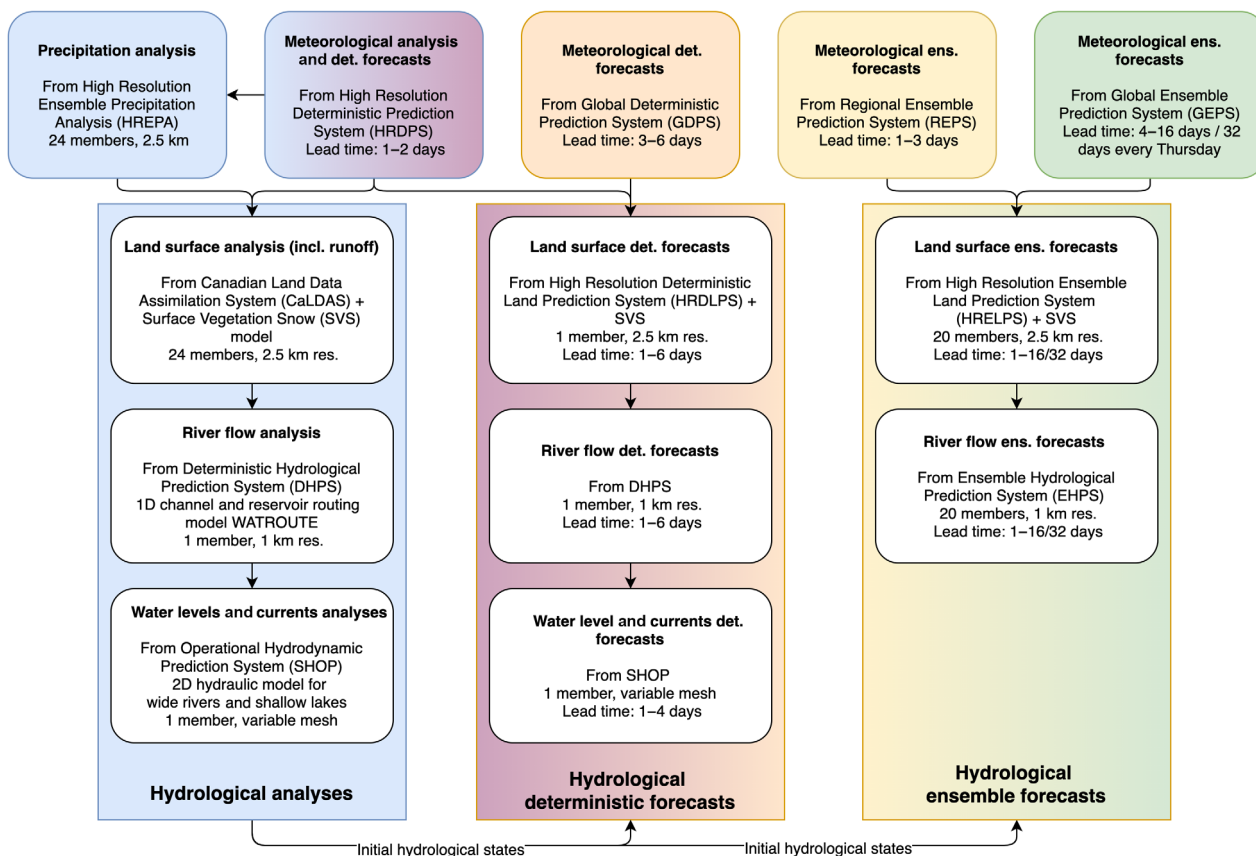 Precipitation analysis
From High Resolution
Ensemble Precipitation
Analysis (HREPA)
24 members, 2.5 km
Meteorological analysis
and det. forecasts
From High Resolution
Deterministic Prediction
System (HRDPS)
Lead time: 1–2 days
Meteorological det.
forecasts
From Global Deterministic
Prediction System (GDPS)
Lead time: 3–6 days
Meteorological ens.
forecasts
From Regional Ensemble
Prediction System (REPS)
Lead time: 1–3 days
Meteorological ens.
forecasts
From Global Ensemble
Prediction System (GEPS)
Lead time: 4–16 days / 32
days every Thursday
Land surface analysis (incl. runoff)
From Canadian Land Data
Assimilation System (CaLDAS) +
Surface Vegetation Snow (SVS)
model
24 members, 2.5 km res.
River flow analysis
From Deterministic Hydrological
Prediction System (DHPS)
1D channel and reservoir routing
model WATROUTE
1 member, 1 km res.
Water levels and currents analyses
From Operational Hydrodynamic
Prediction System (SHOP)
2D hydraulic model for
wide rivers and shallow lakes
1 member, variable mesh
Hydrological analyses
Land surface det. forecasts
From High Resolution Deterministic
Land Prediction System (HRDLPS) +
SVS
1 member, 2.5 km res.
Lead time: 1–6 days
River flow det. forecasts
From DHPS
1 member, 1 km res.
Lead time: 1–6 days
Water level and currents det.
forecasts
From SHOP
1 member, variable mesh
Lead time: 1–4 days
Hydrological
deterministic forecasts
Land surface ens. forecasts
From High Resolution Ensemble
Land Prediction System
(HRELPS) + SVS
20 members, 2.5 km res.
Lead time: 1–16/32 days
River flow ens. forecasts
From Ensemble Hydrological
Prediction System (EHPS)
20 members, 1 km res.
Lead time: 1–16/32 days
Hydrological
ensemble forecasts
Initial hydrological states
Initial hydrological states